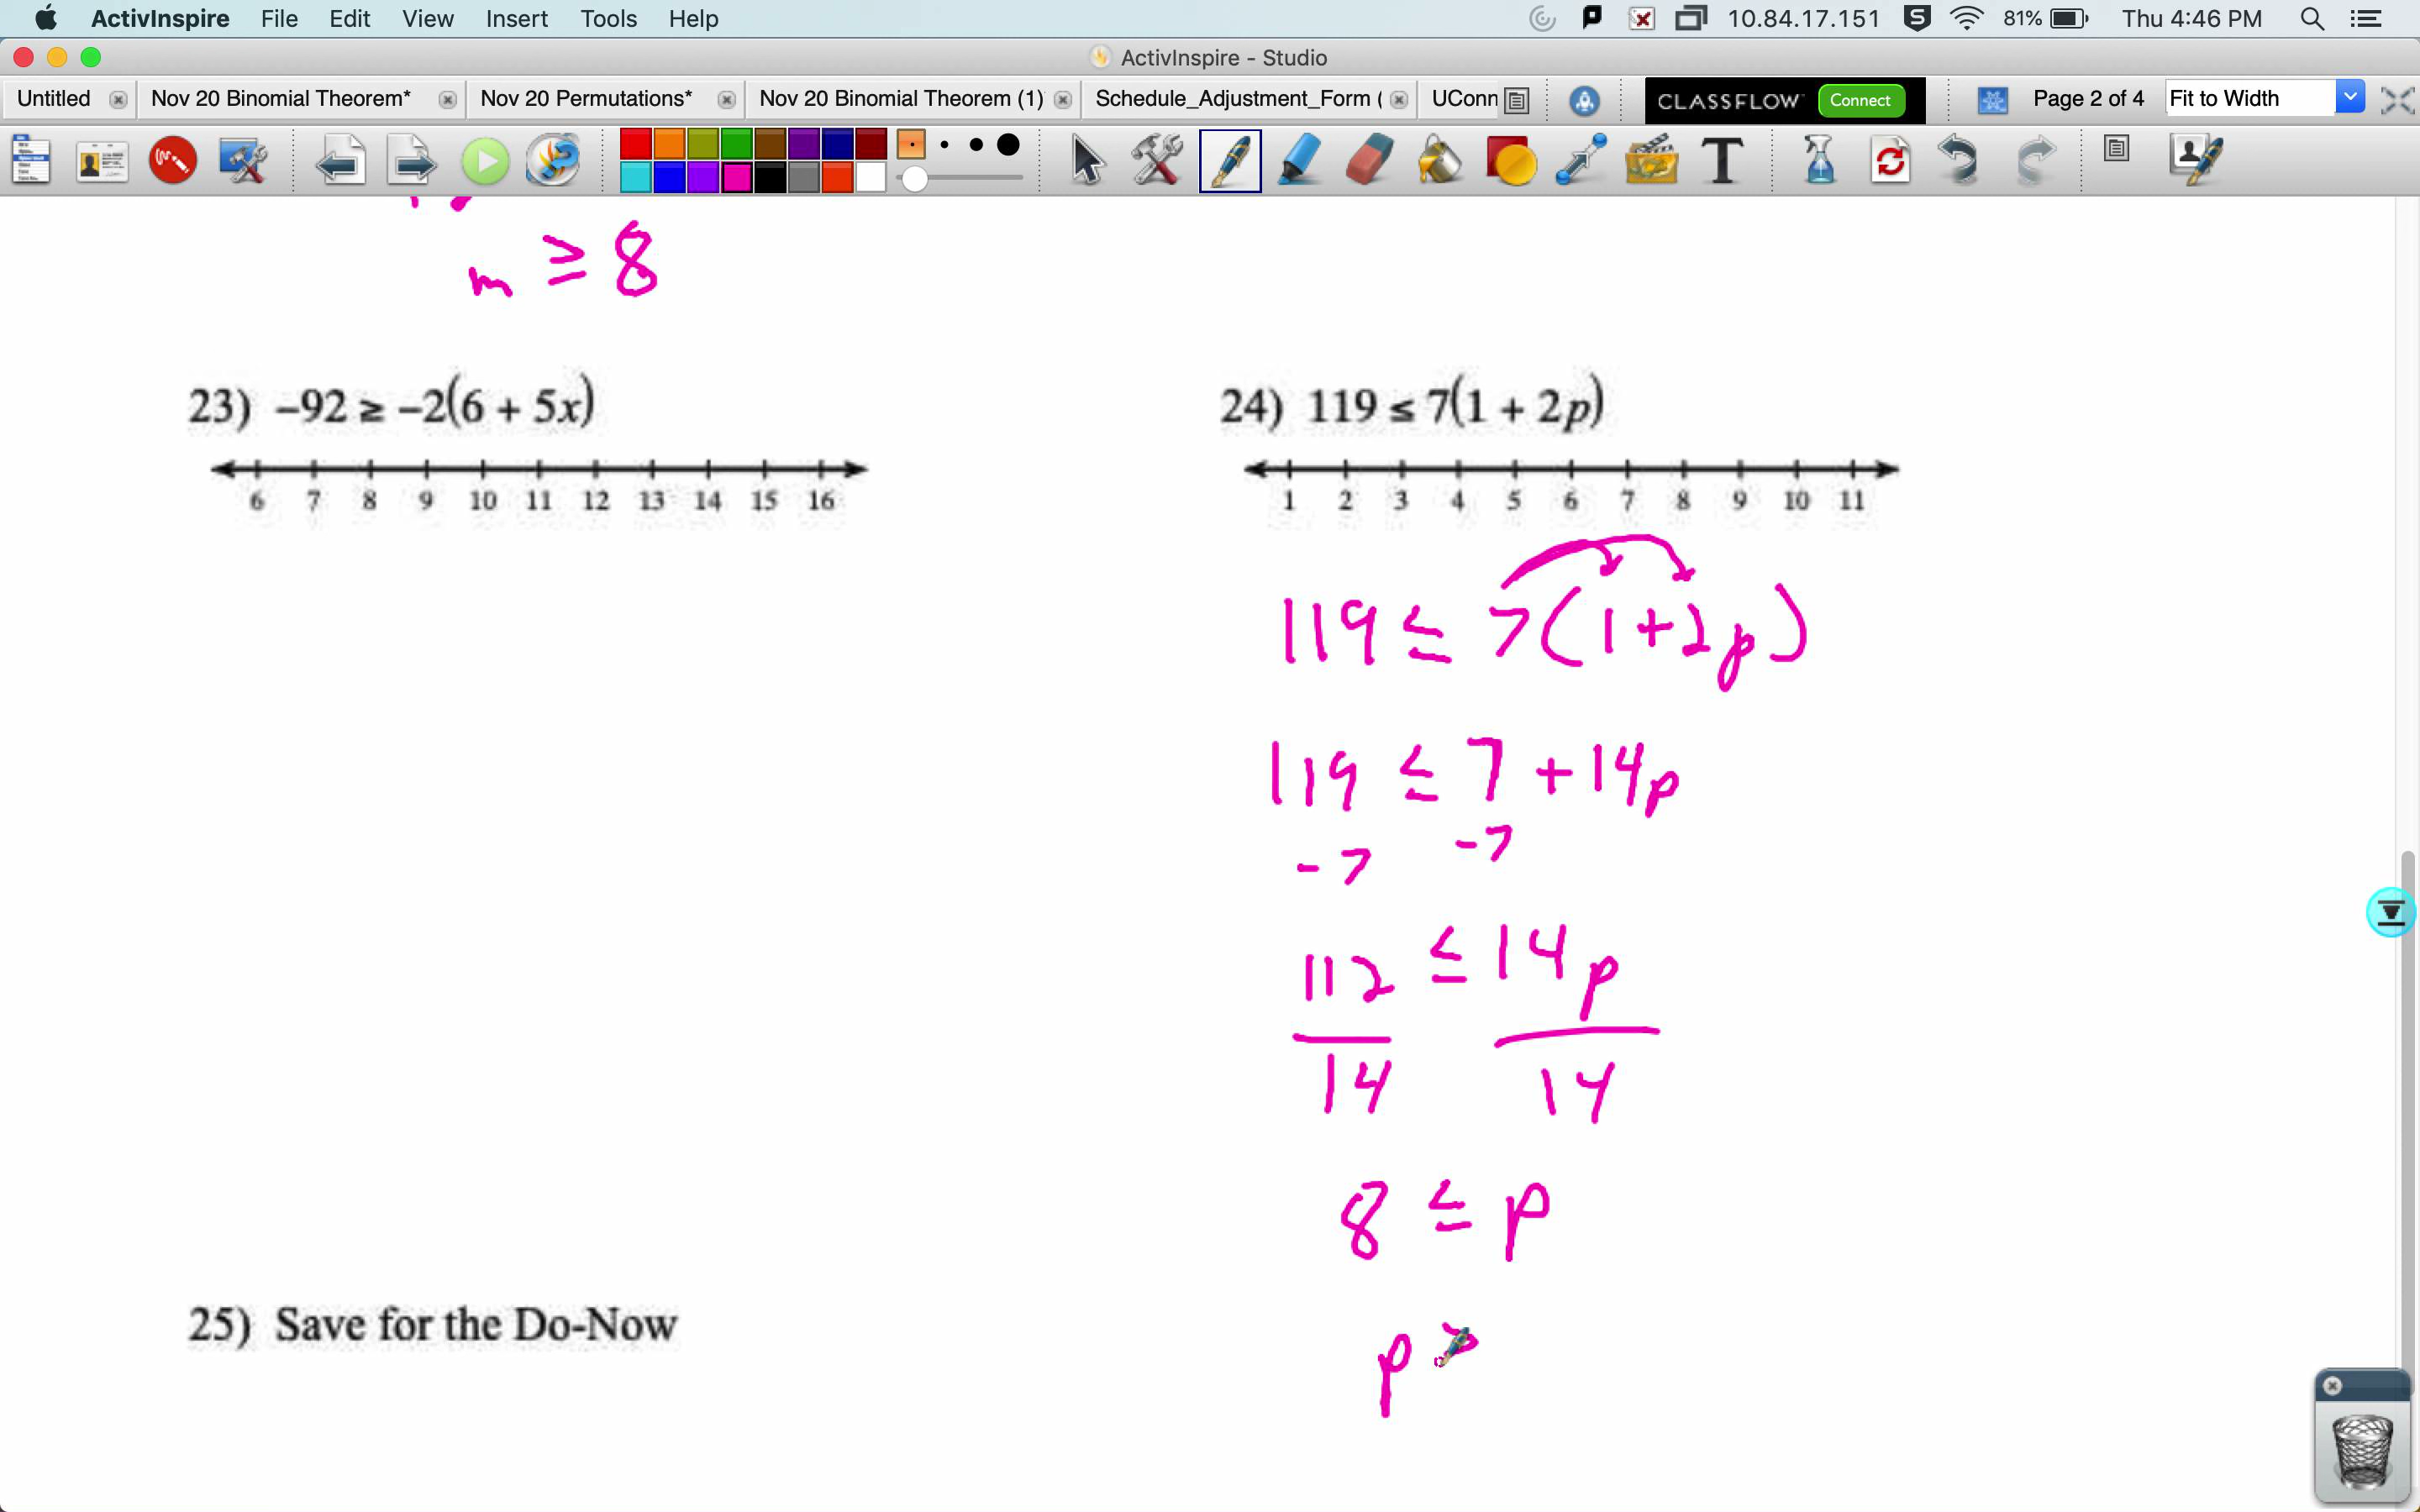 ActivInspire File Edit View Insert Tools Help 10.84.17.151 81% Thu 4:46 PM
ActivInspire - Studio
Untitled Nov 20 Binomial Theorem* Nov 20 Permutations* Nov 20 Binomial Theorem (1) Schedule_Adjustment_Form ( UConn CLASSFLOW Connect Page 2 of 4 Fit to Width
m ≥ 8
23) –92 ≥ –2(6 + 5x)
6 7 8 9 10 11 12 13 14 15 16
24) 119 ≤ 7(1 + 2p)
1 2 3 4 5 6 7 8 9 10 11
119 ≤ 7(1+2p)
119 ≤ 7 + 14p
-7 -7
112 ≤ 14p
14 14
8 ≤ p
p >
25) Save for the Do-Now